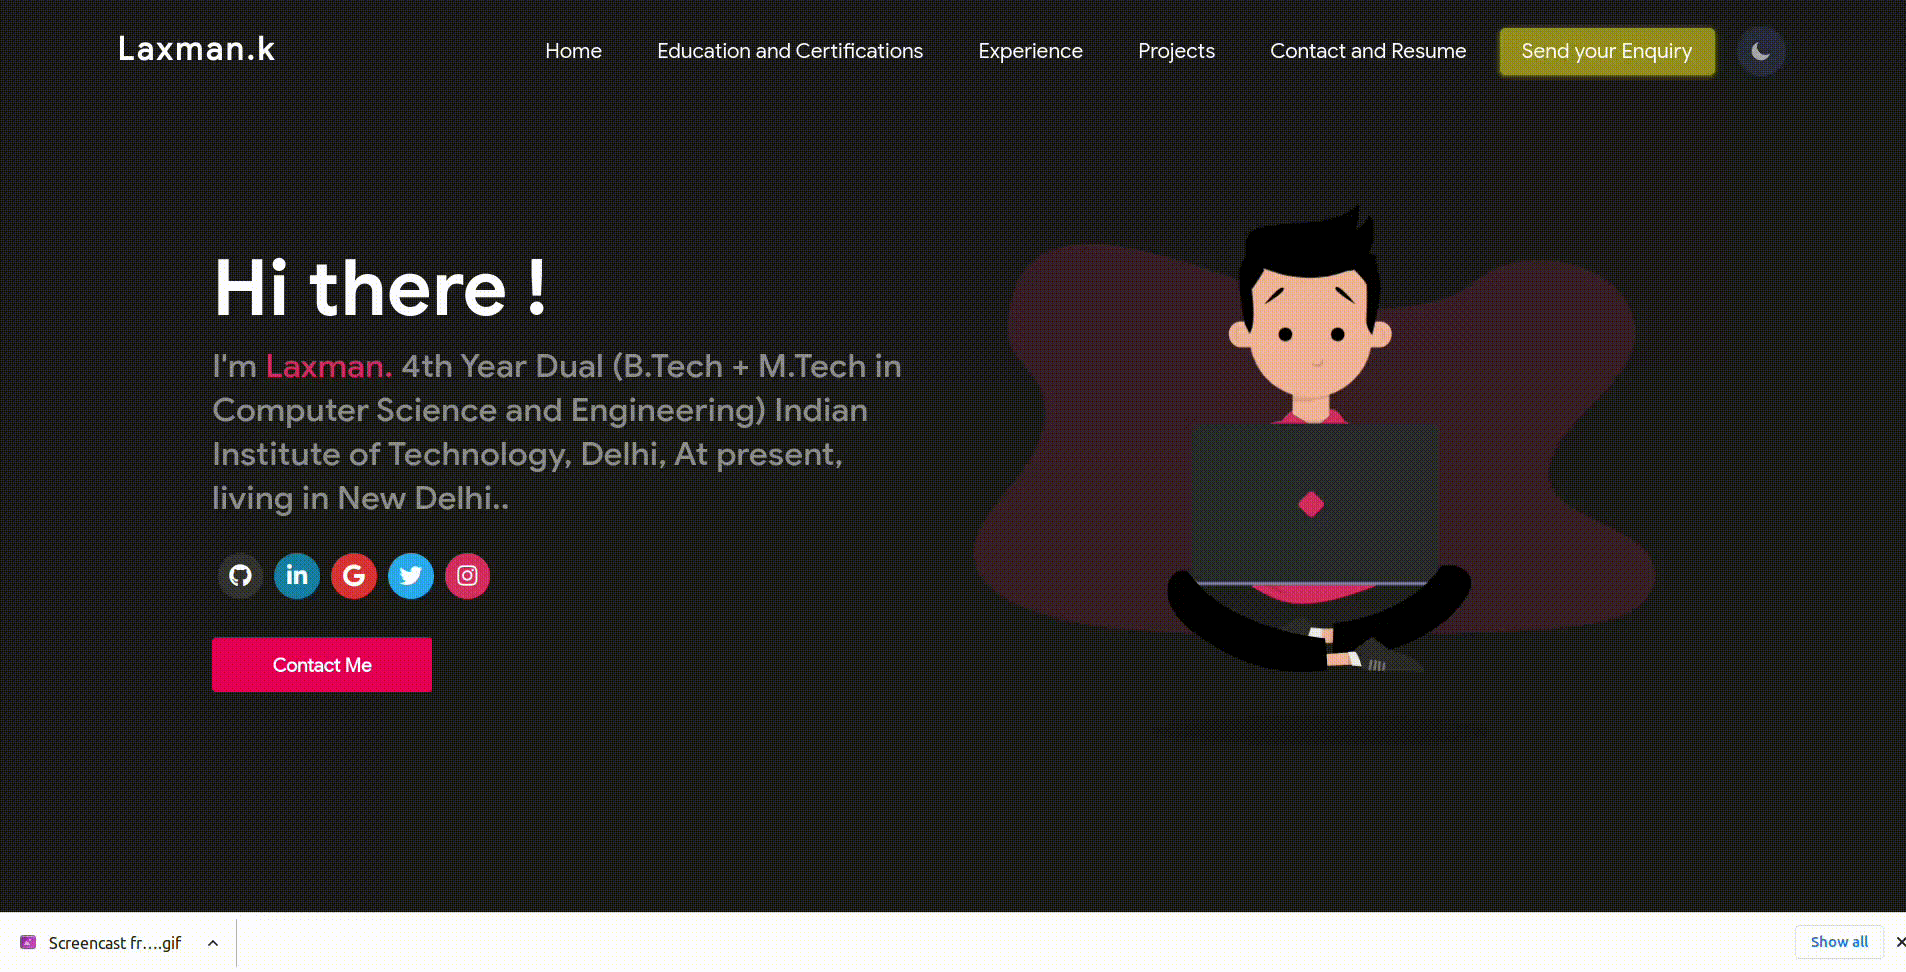 Laxman.k
Home
Education and Certifications
Experience
Projects
Contact and Resume
Send your Enquiry
Hi there !
I'm Laxman. 4th Year Dual (B.Tech + M.Tech in
Computer Science and Engineering) Indian
Institute of Technology, Delhi, At present,
living in New Delhi..
in
G
Contact Me
Screencast fr....gif
Show all